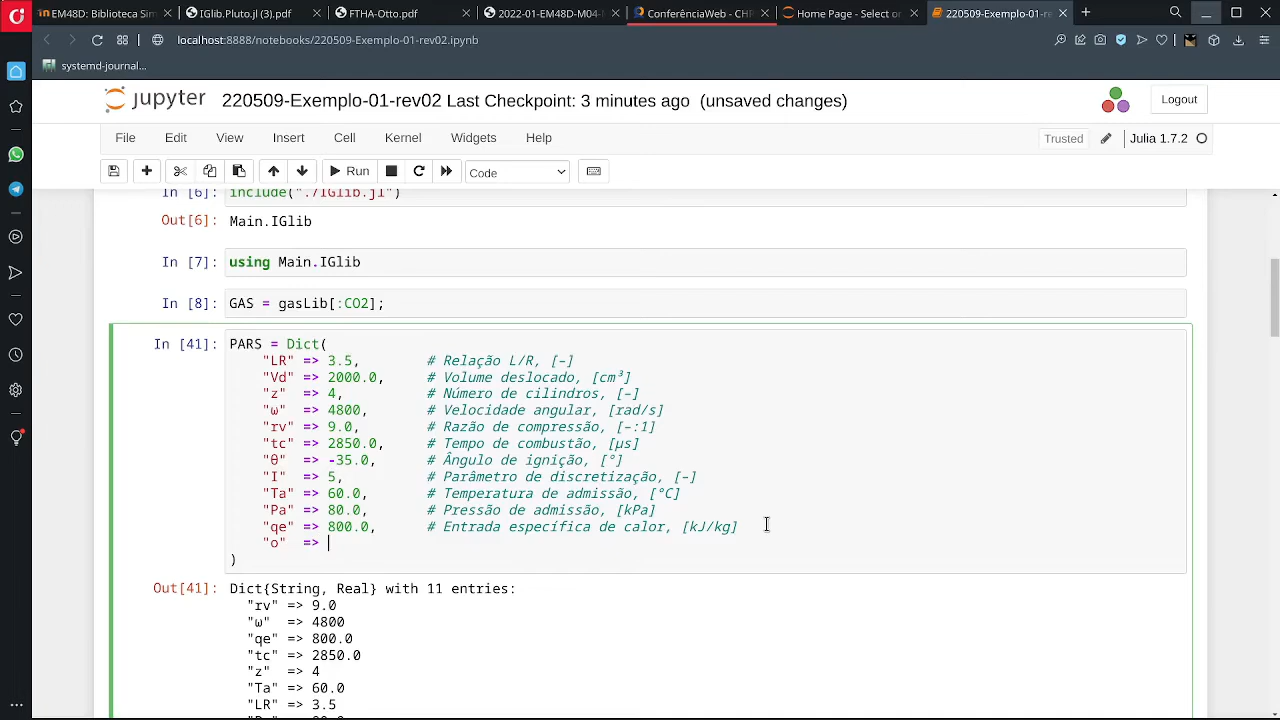 EM48D: Biblioteca Sim
IGlib.Pluto.jl (3).pdf
FTHA-Otto.pdf
2022-01-EM48D-M04-
ConferênciaWeb - CHR
Home Page - Select or
220509-Exemplo-01-re
localhost:8888/notebooks/220509-Exemplo-01-rev02.ipynb
systemd-journal...
jupyter 220509-Exemplo-01-rev02 Last Checkpoint: 3 minutes ago (unsaved changes)
Logout
File Edit View Insert Cell Kernel Widgets Help
Trusted Julia 1.7.2
Run Code
In [6]: include("./IGlib.jl")
Out[6]: Main.IGlib
In [7]: using Main.IGlib
In [8]: GAS = gasLib[:CO2];
In [41]: PARS = Dict(
"LR" => 3.5, # Relação L/R, [-]
"Vd" => 2000.0, # Volume deslocado, [cm³]
"z" => 4, # Número de cilindros, [-]
"ω" => 4800, # Velocidade angular, [rad/s]
"rv" => 9.0, # Razão de compressão, [-:1]
"tc" => 2850.0, # Tempo de combustão, [μs]
"θ" => -35.0, # Ângulo de ignição, [°]
"I" => 5, # Parâmetro de discretização, [-]
"Ta" => 60.0, # Temperatura de admissão, [°C]
"Pa" => 80.0, # Pressão de admissão, [kPa]
"qe" => 800.0, # Entrada específica de calor, [kJ/kg]
"o" =>
)
Out[41]: Dict{String, Real} with 11 entries:
"rv" => 9.0
"ω" => 4800
"qe" => 800.0
"tc" => 2850.0
"z" => 4
"Ta" => 60.0
"LR" => 3.5